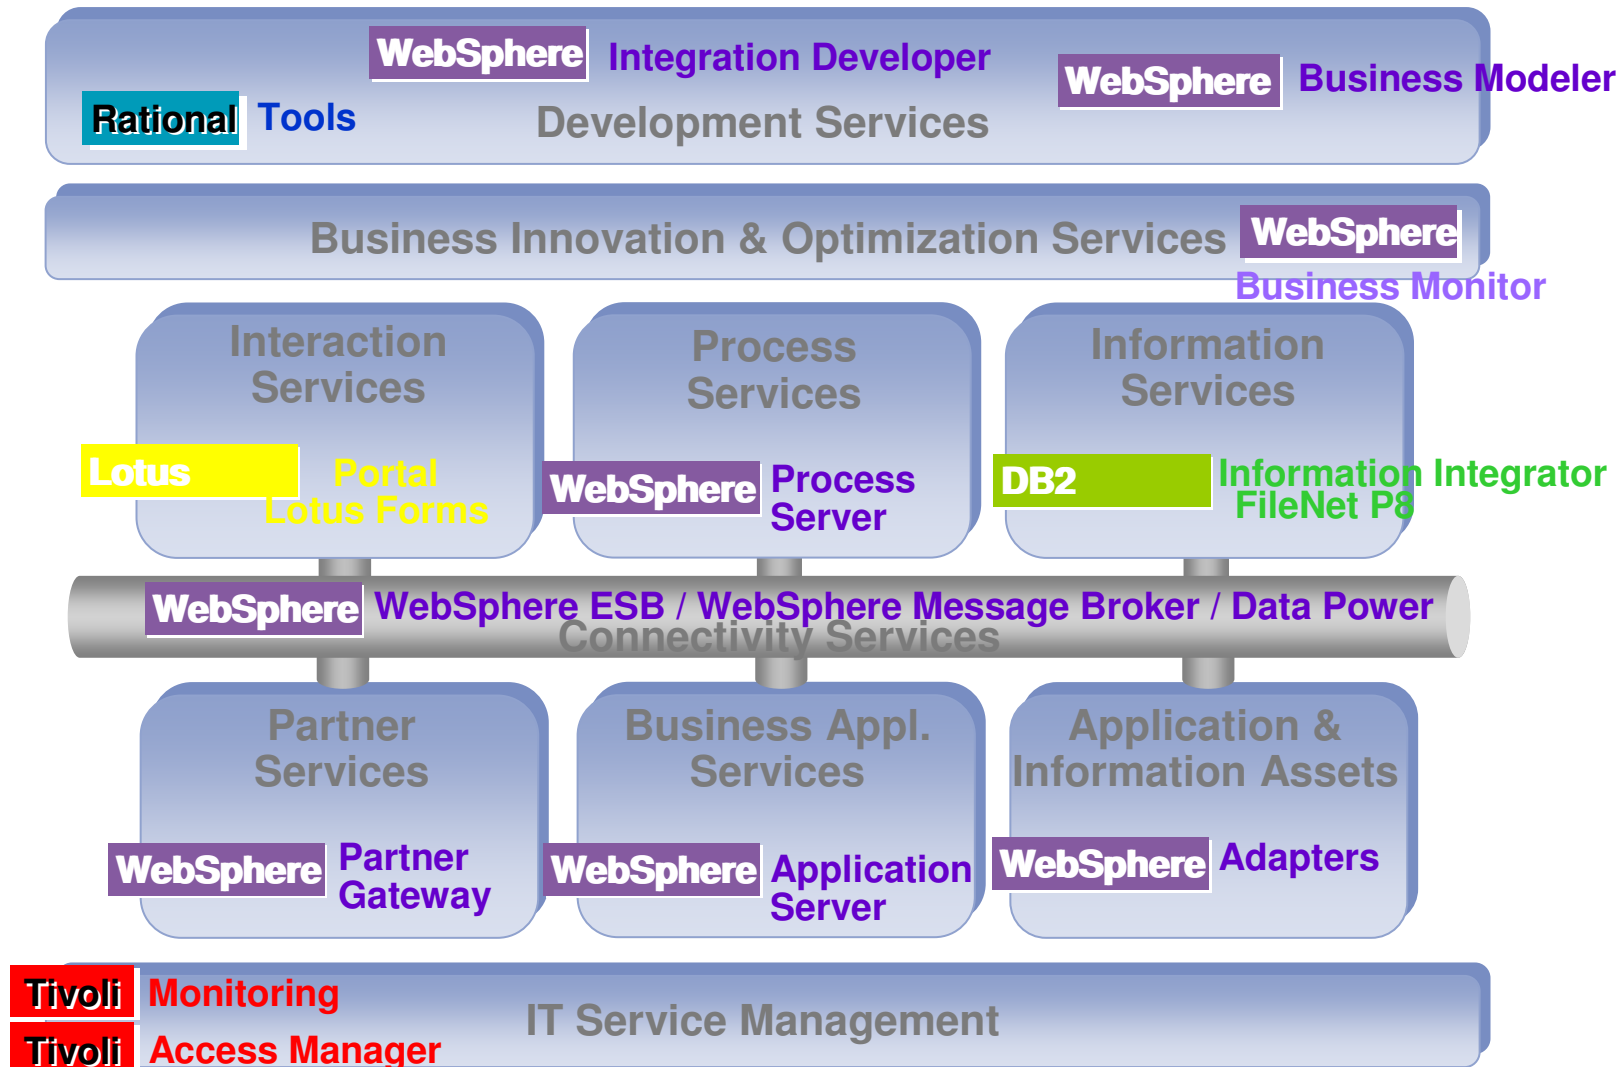 WebSphere Integration Developer
WebSphere Business Modeler
Rational Tools
Development Services
Business Innovation & Optimization Services
WebSphere
Business Monitor
Interaction
Services
Lotus
Portal
Lotus Forms
Process
Services
WebSphere
Process
Server
Information
Services
DB2
Information Integrator
FileNet P8
WebSphere
WebSphere ESB / WebSphere Message Broker / Data Power
Connectivity Services
Partner
Services
WebSphere
Partner
Gateway
Business Appl.
Services
WebSphere
Application
Server
Application &
Information Assets
WebSphere
Adapters
Tivoli Monitoring
IT Service Management
Tivoli Access Manager